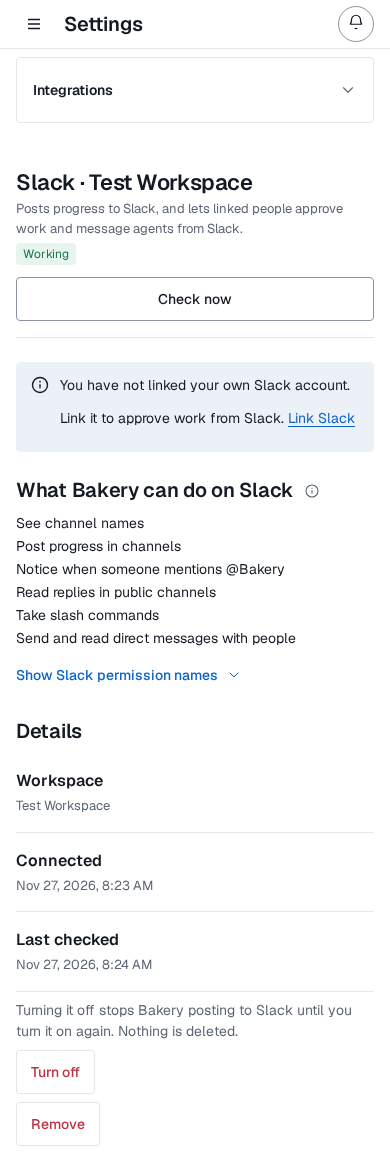 Settings
Integrations
Slack · Test Workspace
Posts progress to Slack, and lets linked people approve
work and message agents from Slack.
Working
Check now
You have not linked your own Slack account.
Link it to approve work from Slack. Link Slack
What Bakery can do on Slack
See channel names
Post progress in channels
Notice when someone mentions @Bakery
Read replies in public channels
Take slash commands
Send and read direct messages with people
Show Slack permission names
Details
Workspace
Test Workspace
Connected
Nov 27, 2026, 8:23 AM
Last checked
Nov 27, 2026, 8:24 AM
Turning it off stops Bakery posting to Slack until you
turn it on again. Nothing is deleted.
Turn off
Remove